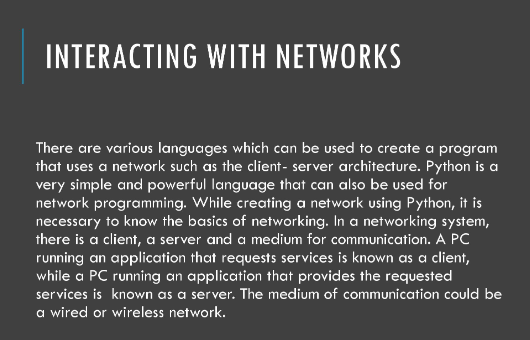 INTERACTING WITH NETWORKS
There are various languages which can be used to create a program
that uses a network such as the client- server architecture. Python is a
very simple and powerful language that can also be used for
network programming. While creating a network using Python, it is
necessary to know the basics of networking. In a networking system,
there is a client, a server and a medium for communication. A PC
running an application that requests services is known as a client,
while a PC running an application that provides the requested
services is  known as a server. The medium of communication could be
a wired or wireless network.